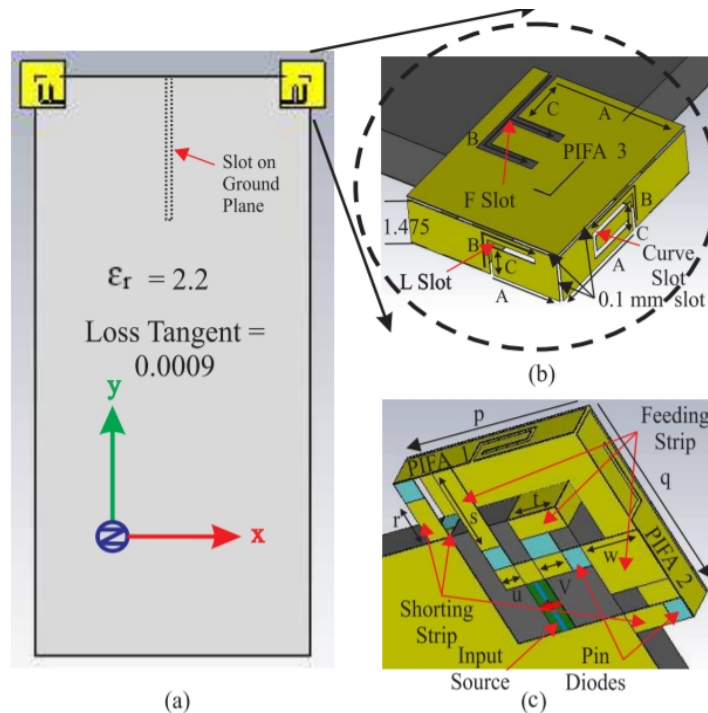 Slot on
Ground
Plane
εr = 2.2
Loss Tangent =
0.0009
y
x
(a)
C
A
B
PIFA 3
F Slot
1.475
B
C
L Slot
A
B
C
A
Curve
Slot
0.1 mm slot
(b)
p
Feeding
Strip
PIFA 1
q
t
s
r
w
PIFA 2
u
V
Shorting
Strip
Input
Source
Pin
Diodes
(c)